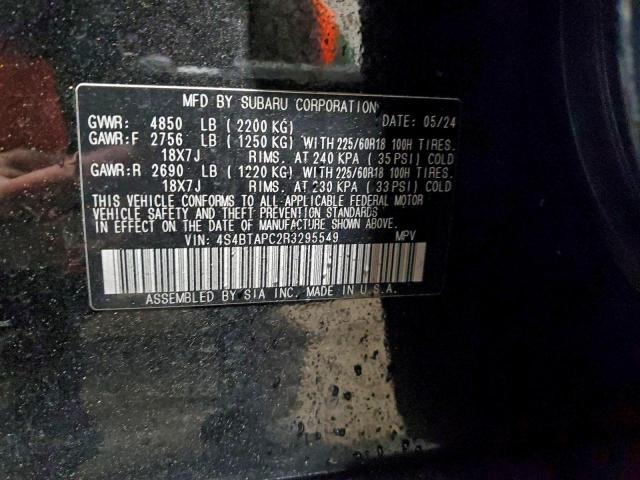 MFD BY SUBARU CORPORATION
GVWR: 4850 LB ( 2200 KG) DATE: 05/24
GAWR:F 2756 LB ( 1250 KG) WITH 225/60R18 100H TIRES.
18X7J RIMS. AT 240 KPA ( 35 PSI) COLD
GAWR:R 2690 LB ( 1220 KG) WITH 225/60R18 100H TIRES.
18X7J RIMS. AT 230 KPA ( 33 PSI) COLD
THIS VEHICLE CONFORMS TO ALL APPLICABLE FEDERAL MOTOR
VEHICLE SAFETY AND THEFT PREVENTION STANDARDS
IN EFFECT ON THE DATE OF MANUFACTURE SHOWN ABOVE.
VIN: 4S4BTAPC2R3295549 MPV
ASSEMBLED BY SIA INC. MADE IN U.S.A.